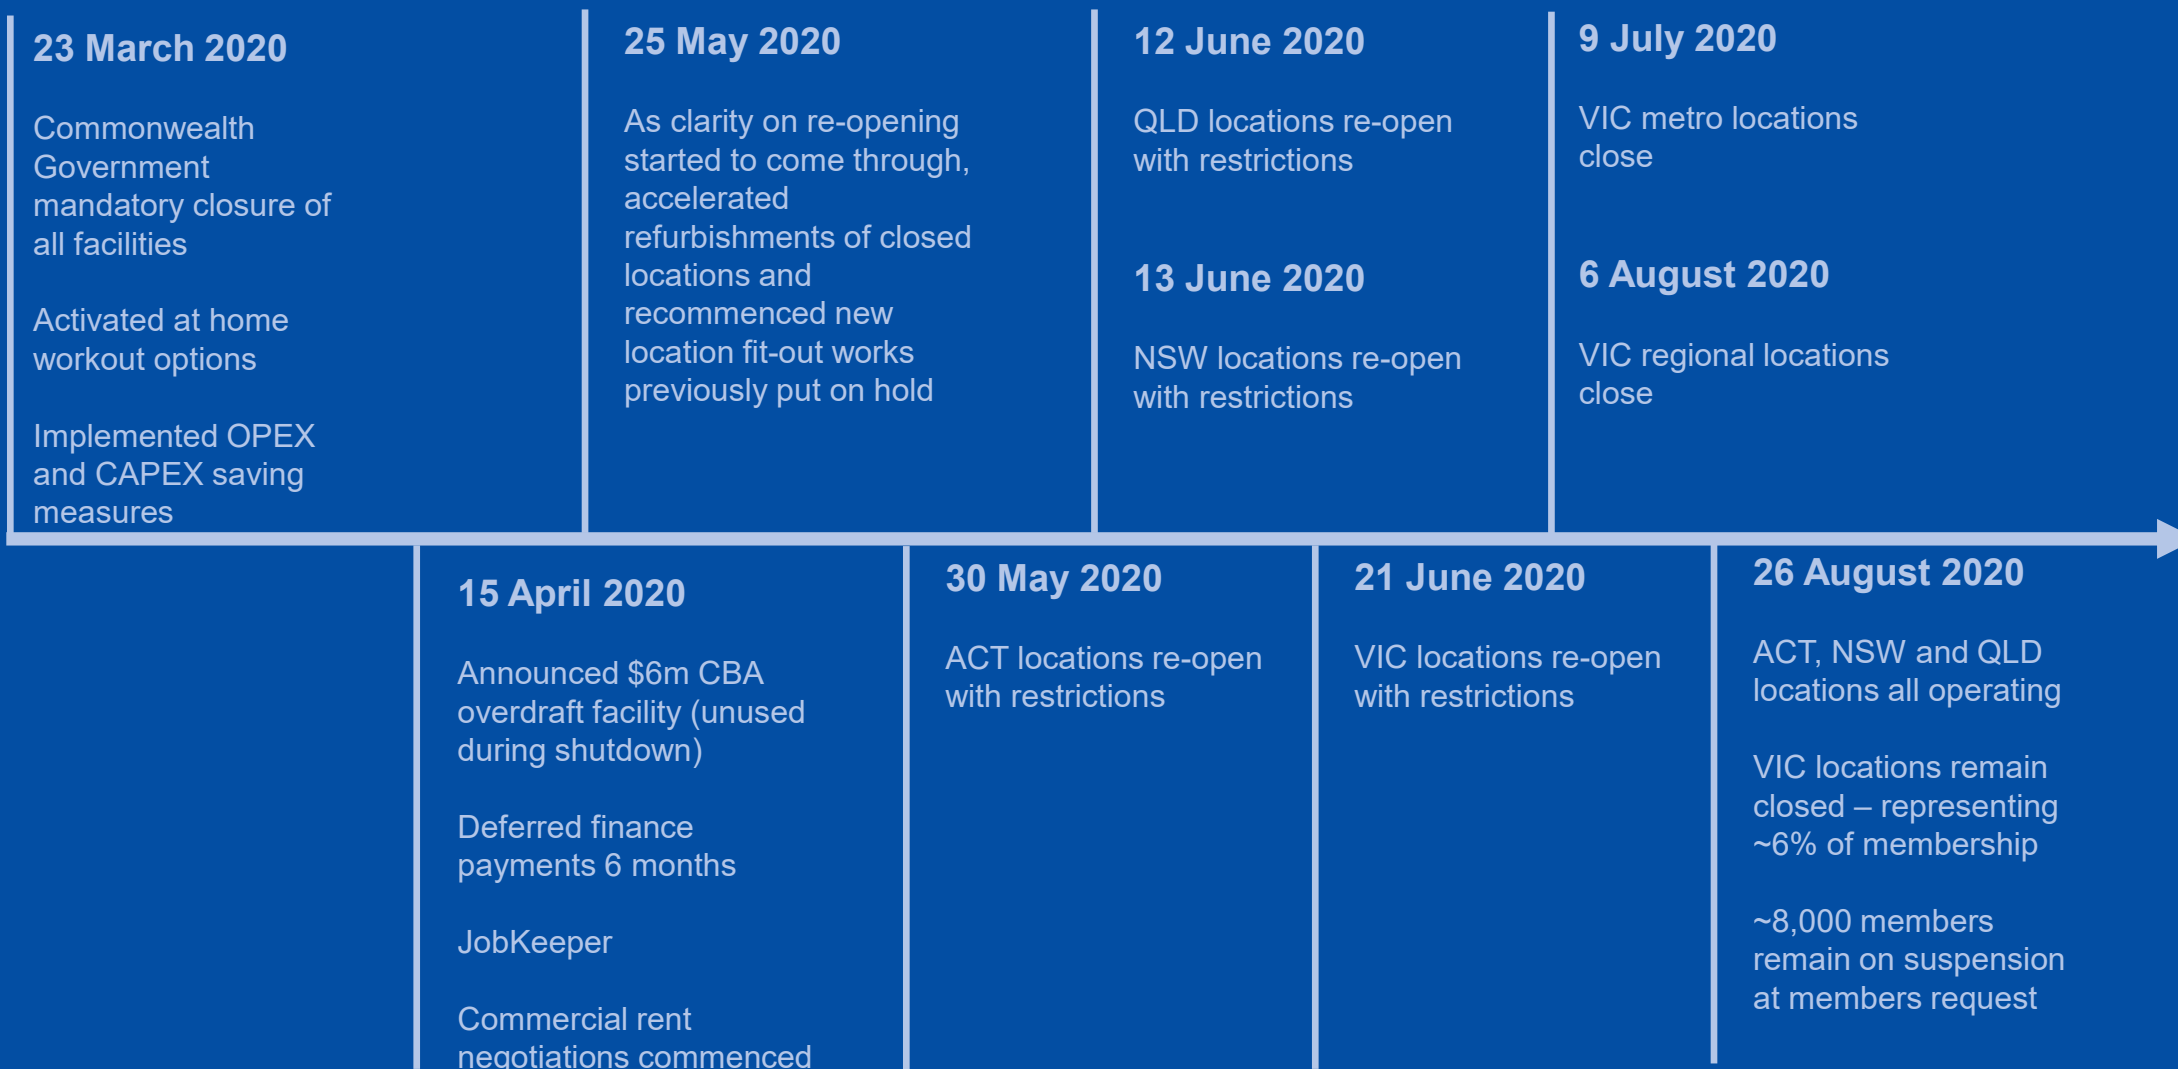 23 March 2020
Commonwealth
Government
mandatory closure of
all facilities
Activated at home
workout options
Implemented OPEX
and CAPEX saving
measures
25 May 2020
As clarity on re-opening
started to come through,
accelerated
refurbishments of closed
locations and
recommenced new
location fit-out works
previously put on hold
12 June 2020
QLD locations re-open
with restrictions
13 June 2020
NSW locations re-open
with restrictions
9 July 2020
VIC metro locations
close
6 August 2020
VIC regional locations
close
15 April 2020
Announced $6m CBA
overdraft facility (unused
during shutdown)
Deferred finance
payments 6 months
JobKeeper
Commercial rent
negotiations commenced
30 May 2020
ACT locations re-open
with restrictions
21 June 2020
VIC locations re-open
with restrictions
26 August 2020
ACT, NSW and QLD
locations all operating
VIC locations remain
closed – representing
~6% of membership
~8,000 members
remain on suspension
at members request